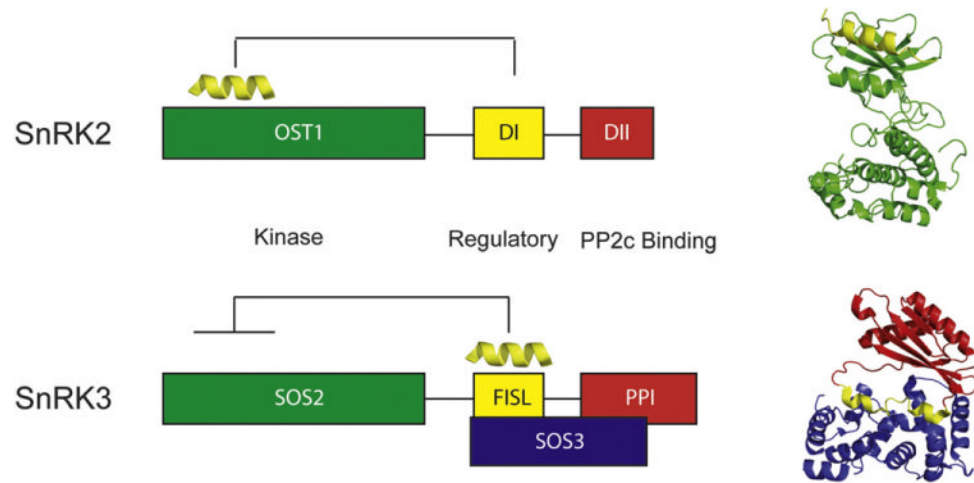 SnRK2
OST1
DI
DII
Kinase
Regulatory
PP2c Binding
SnRK3
SOS2
FISL
PPI
SOS3